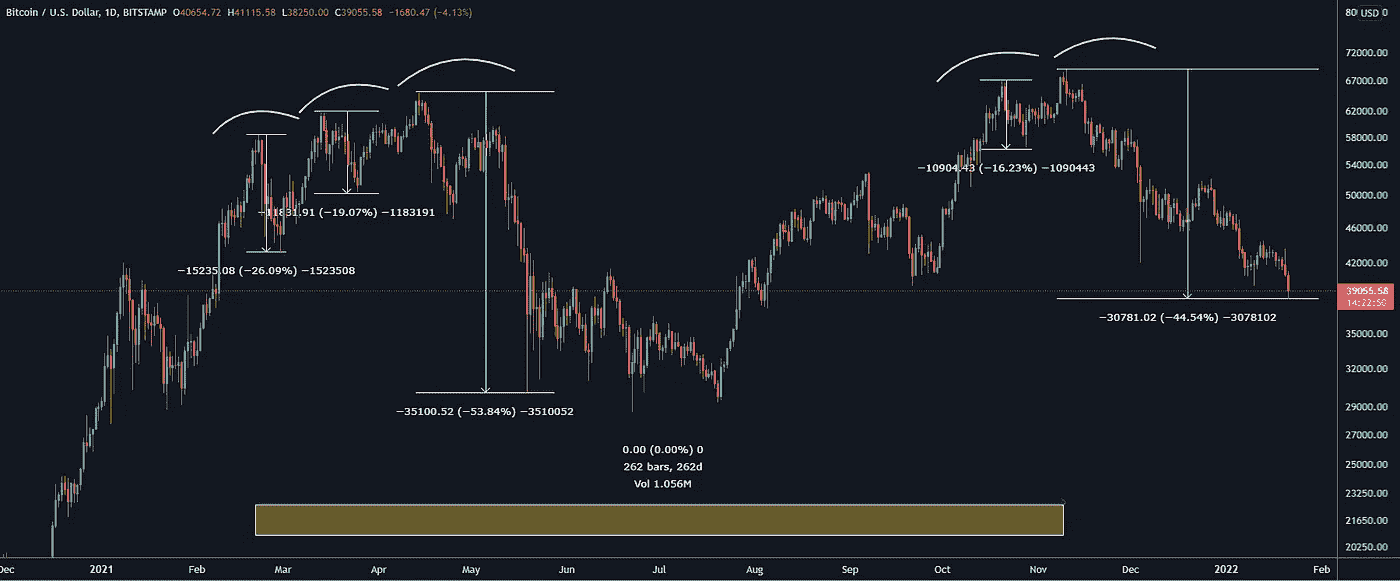 Bitcoin / U.S. Dollar, 1D, BITSTAMP O40654.72 H41115.58 L38250.00 C39055.58 −1680.47 (−4.13%)
USD
72000.00
67000.00
62000.00
58000.00
54000.00
50000.00
46000.00
42000.00
39055.58
35000.00
32000.00
29000.00
27000.00
25000.00
23250.00
21650.00
20250.00
−10904.43 (−16.23%) −1090443
−11831.91 (−19.07%) −1183191
−15235.08 (−26.09%) −1523508
−30781.02 (−44.54%) −3078102
−35100.52 (−53.84%) −3510052
0.00 (0.00%) 0
262 bars, 262d
Vol 1.056M
Dec 2021 Feb Mar Apr May Jun Jul Aug Sep Oct Nov Dec 2022 Feb